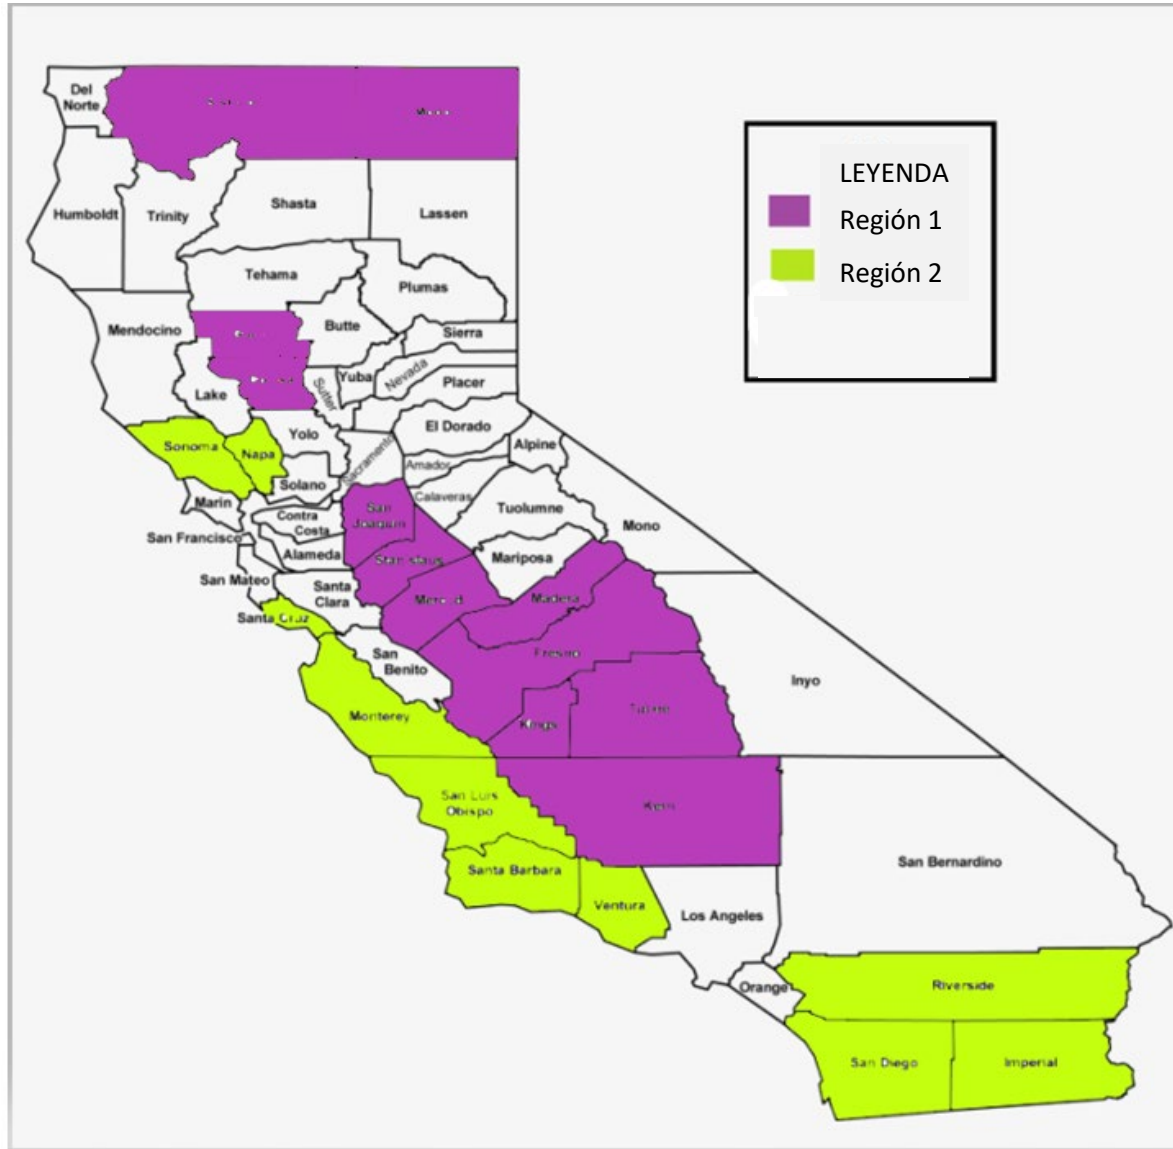 Del
Norte
Humboldt
Trinity
Shasta
Lassen
Tehama
Plumas
Mendocino
Butte
Sierra
Nevada
Yuba
Sutter
Placer
Lake
Sonoma
Napa
Yolo
El Dorado
Sacramento
Alpine
Amador
Solano
Calaveras
Marin
Contra
Costa
San
Joaquin
Tuolumne
Mono
San Francisco
Alameda
Stanislaus
Mariposa
San Mateo
Santa
Clara
Merced
Madera
Santa Cruz
San
Benito
Fresno
Inyo
Monterey
Kings
Tulare
San Luis
Obispo
Kern
Santa Barbara
Ventura
Los Angeles
San Bernardino
Orange
Riverside
San Diego
Imperial
LEYENDA
Región 1
Región 2